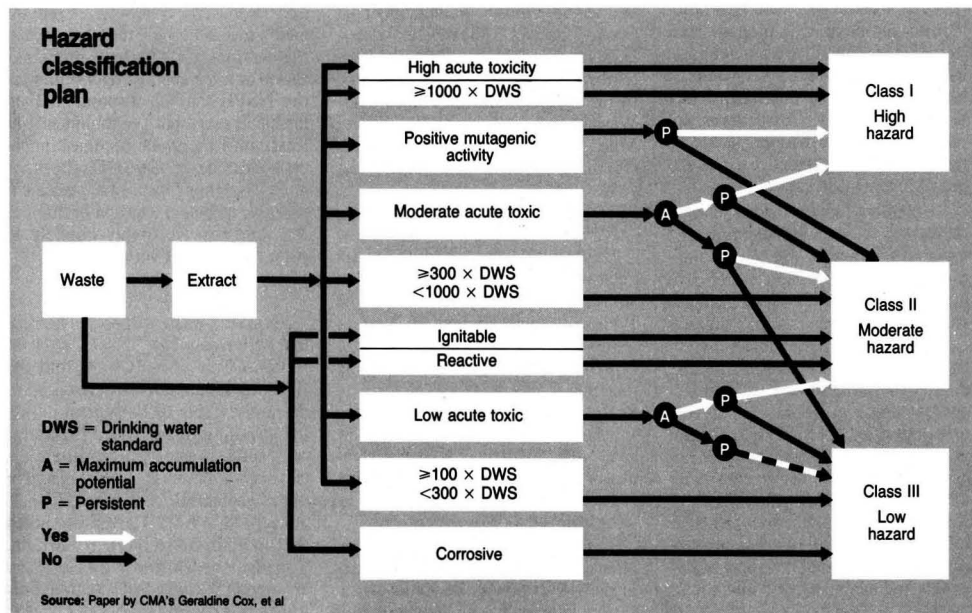 Hazard
classification
plan
High acute toxicity
≥1000 × DWS
Positive mutagenic
activity
Moderate acute toxic
≥300 × DWS
<1000 × DWS
Ignitable
Reactive
Low acute toxic
≥100 × DWS
<300 × DWS
Corrosive
Waste
Extract
P
A
P
P
A
P
P
Class I
High
hazard
Class II
Moderate
hazard
Class III
Low
hazard
DWS = Drinking water
standard
A = Maximum accumulation
potential
P = Persistent
Yes
No
Source: Paper by CMA's Geraldine Cox, et al